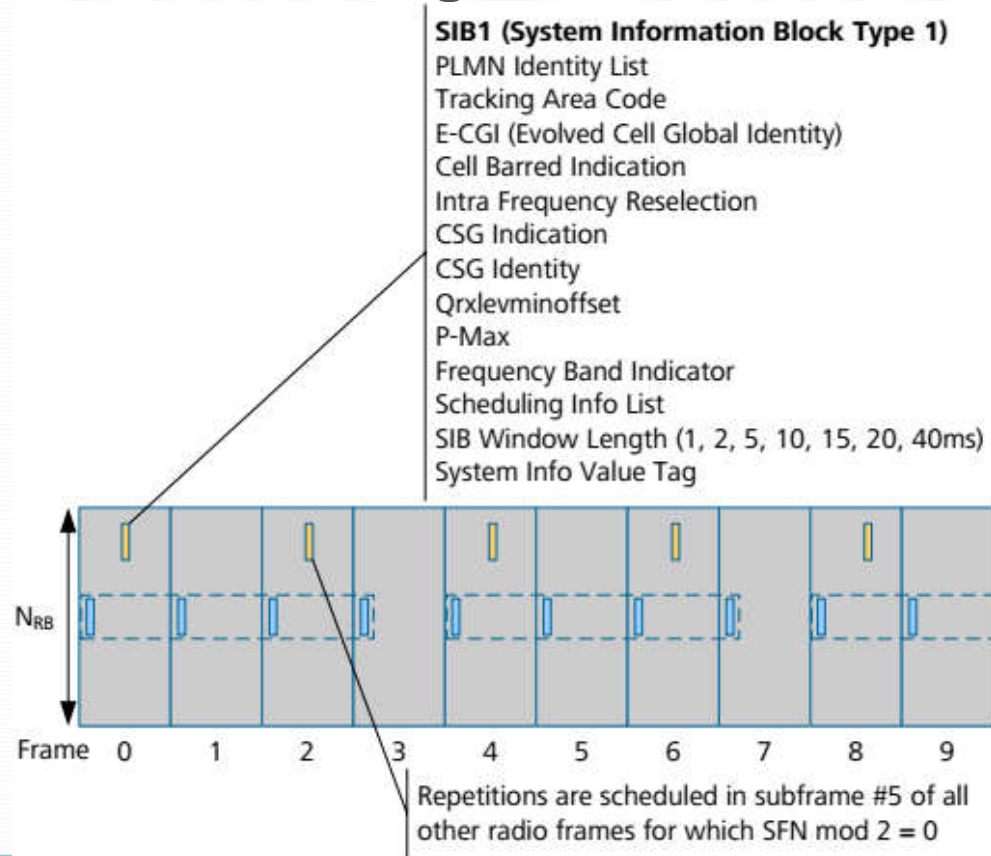 SIB1 (System Information Block Type 1)
PLMN Identity List
Tracking Area Code
E-CGI (Evolved Cell Global Identity)
Cell Barred Indication
Intra Frequency Reselection
CSG Indication
CSG Identity
Qrxlevminoffset
P-Max
Frequency Band Indicator
Scheduling Info List
SIB Window Length (1, 2, 5, 10, 15, 20, 40ms)
System Info Value Tag
NRB
Frame 0 1 2 3 4 5 6 7 8 9
Repetitions are scheduled in subframe #5 of all
other radio frames for which SFN mod 2 = 0